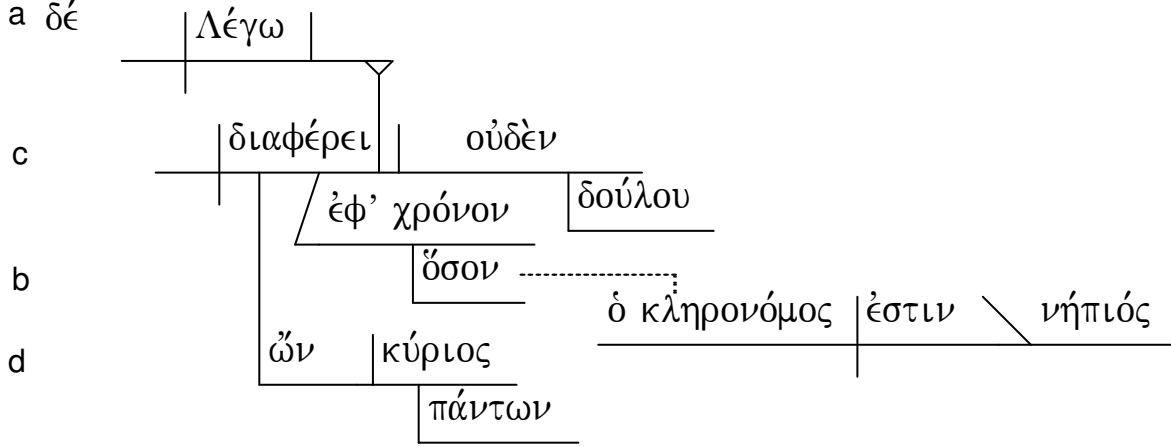 a δέ Λέγω
c διαφέρει οὐδὲν
δούλου
ἐφ’ χρόνον
b ὅσον
ὁ κληρονόμος ἐστιν νήπιός
d ὤν κύριος
πάντων